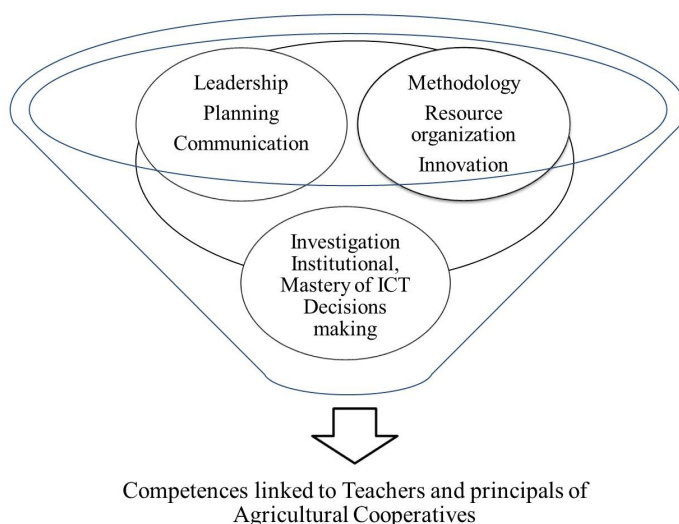 Leadership
Planning
Communication
Methodology
Resource
organization
Innovation
Investigation
Institutional,
Mastery of ICT
Decisions
making
Competences linked to Teachers and principals of
Agricultural Cooperatives